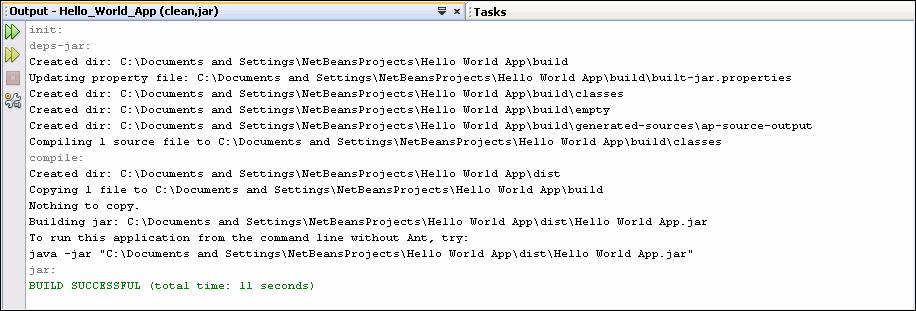 Output - Hello_World_App (clean,jar)
Tasks
init:
deps-jar:
Created dir: C:\Documents and Settings\NetBeansProjects\Hello World App\build
Updating property file: C:\Documents and Settings\NetBeansProjects\Hello World App\build\built-jar.properties
Created dir: C:\Documents and Settings\NetBeansProjects\Hello World App\build\classes
Created dir: C:\Documents and Settings\NetBeansProjects\Hello World App\build\empty
Created dir: C:\Documents and Settings\NetBeansProjects\Hello World App\build\generated-sources\ap-source-output
Compiling 1 source file to C:\Documents and Settings\NetBeansProjects\Hello World App\build\classes
compile:
Created dir: C:\Documents and Settings\NetBeansProjects\Hello World App\dist
Copying 1 file to C:\Documents and Settings\NetBeansProjects\Hello World App\build
Nothing to copy.
Building jar: C:\Documents and Settings\NetBeansProjects\Hello World App\dist\Hello World App.jar
To run this application from the command line without Ant, try:
java -jar "C:\Documents and Settings\NetBeansProjects\Hello World App\dist\Hello World App.jar"
jar:
BUILD SUCCESSFUL (total time: 11 seconds)